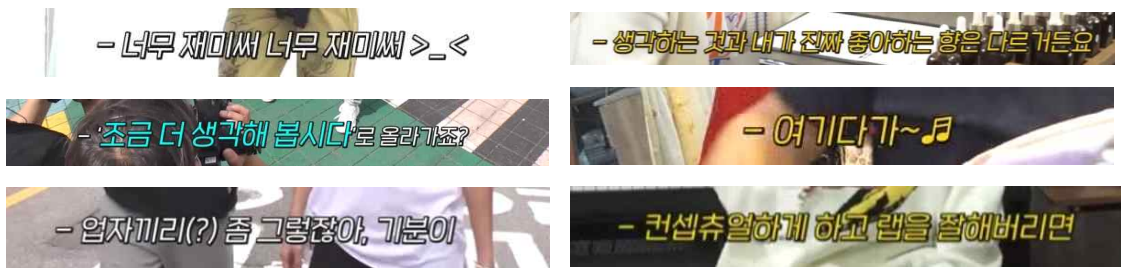 - 너무 재미써 너무 재미써 >_<
- 생각하는 것과 내가 진짜 좋아하는 향은 다르거든요
- '조금 더 생각해 봅시다'로 올라가죠?
- 여기다가~♬
- 업자끼리(?) 좀 그렇잖아, 기분이
- 컨셉츄얼하게 하고 랩을 잘해버리면